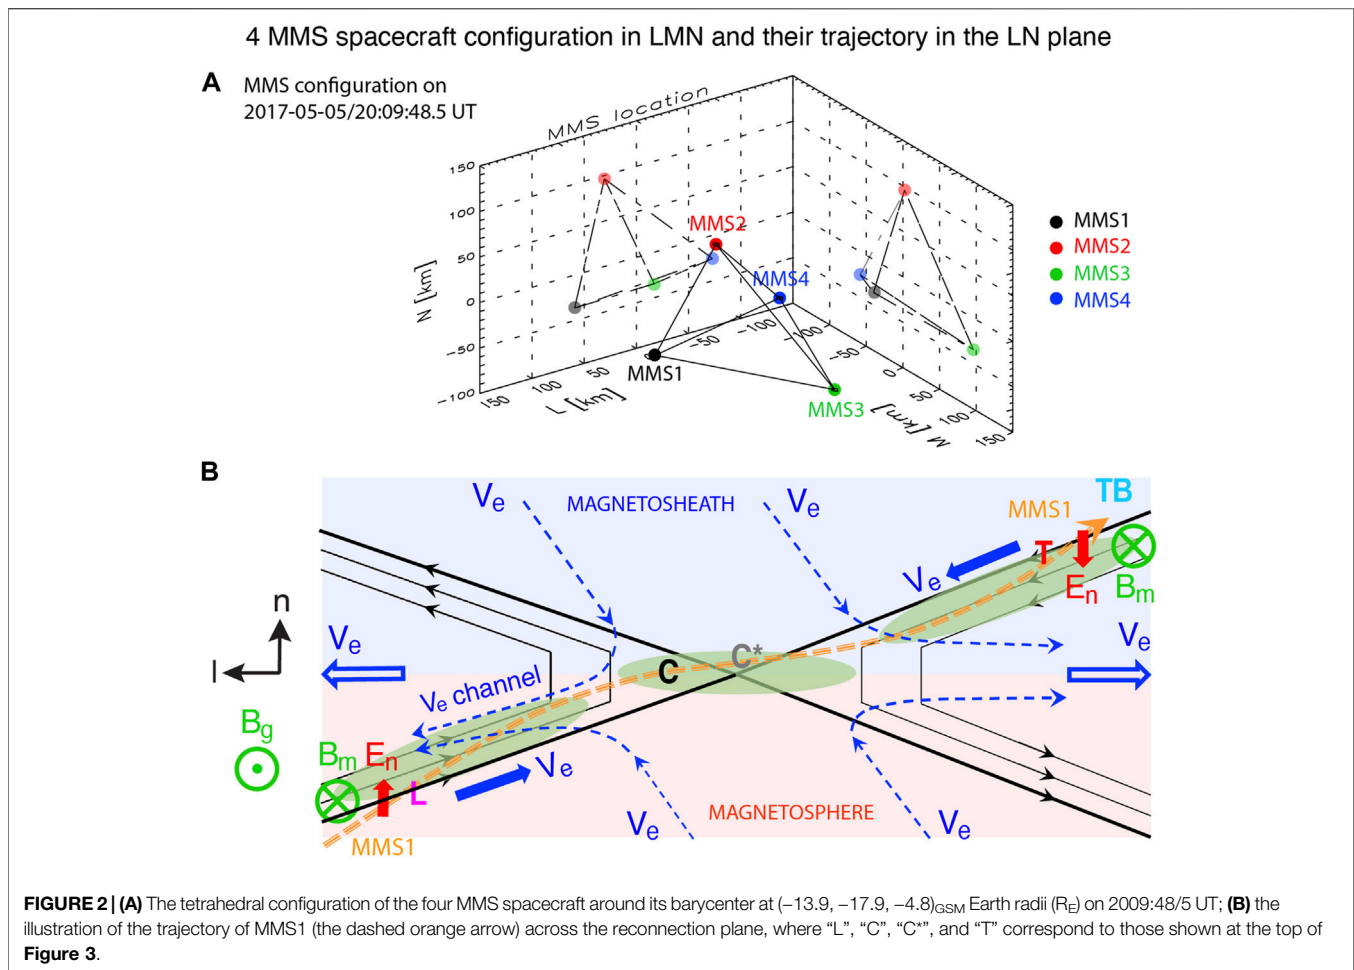 4 MMS spacecraft configuration in LMN and their trajectory in the LN plane
A
MMS configuration on
2017-05-05/20:09:48.5 UT
MMS location
150
100
50
0
-50
-100
N [km]
150
100
50
0
-50
-100
L [km]
-100
-50
0
50
100
150
M [km]
MMS2
MMS4
MMS1
MMS3
MMS1
MMS2
MMS3
MMS4
B
Ve
MAGNETOSHEATH
Ve
MMS1
TB
T
Ve
En
Bm
n
l
Ve
Ve
C
C*
Ve channel
Bg
Bm
En
L
Ve
MMS1
Ve
MAGNETOSPHERE
Ve
FIGURE 2 | (A) The tetrahedral configuration of the four MMS spacecraft around its barycenter at (−13.9, −17.9, −4.8)GSM Earth radii (RE) on 2009:48/5 UT; (B) the
illustration of the trajectory of MMS1 (the dashed orange arrow) across the reconnection plane, where “L”, “C”, “C*”, and “T” correspond to those shown at the top of
Figure 3.